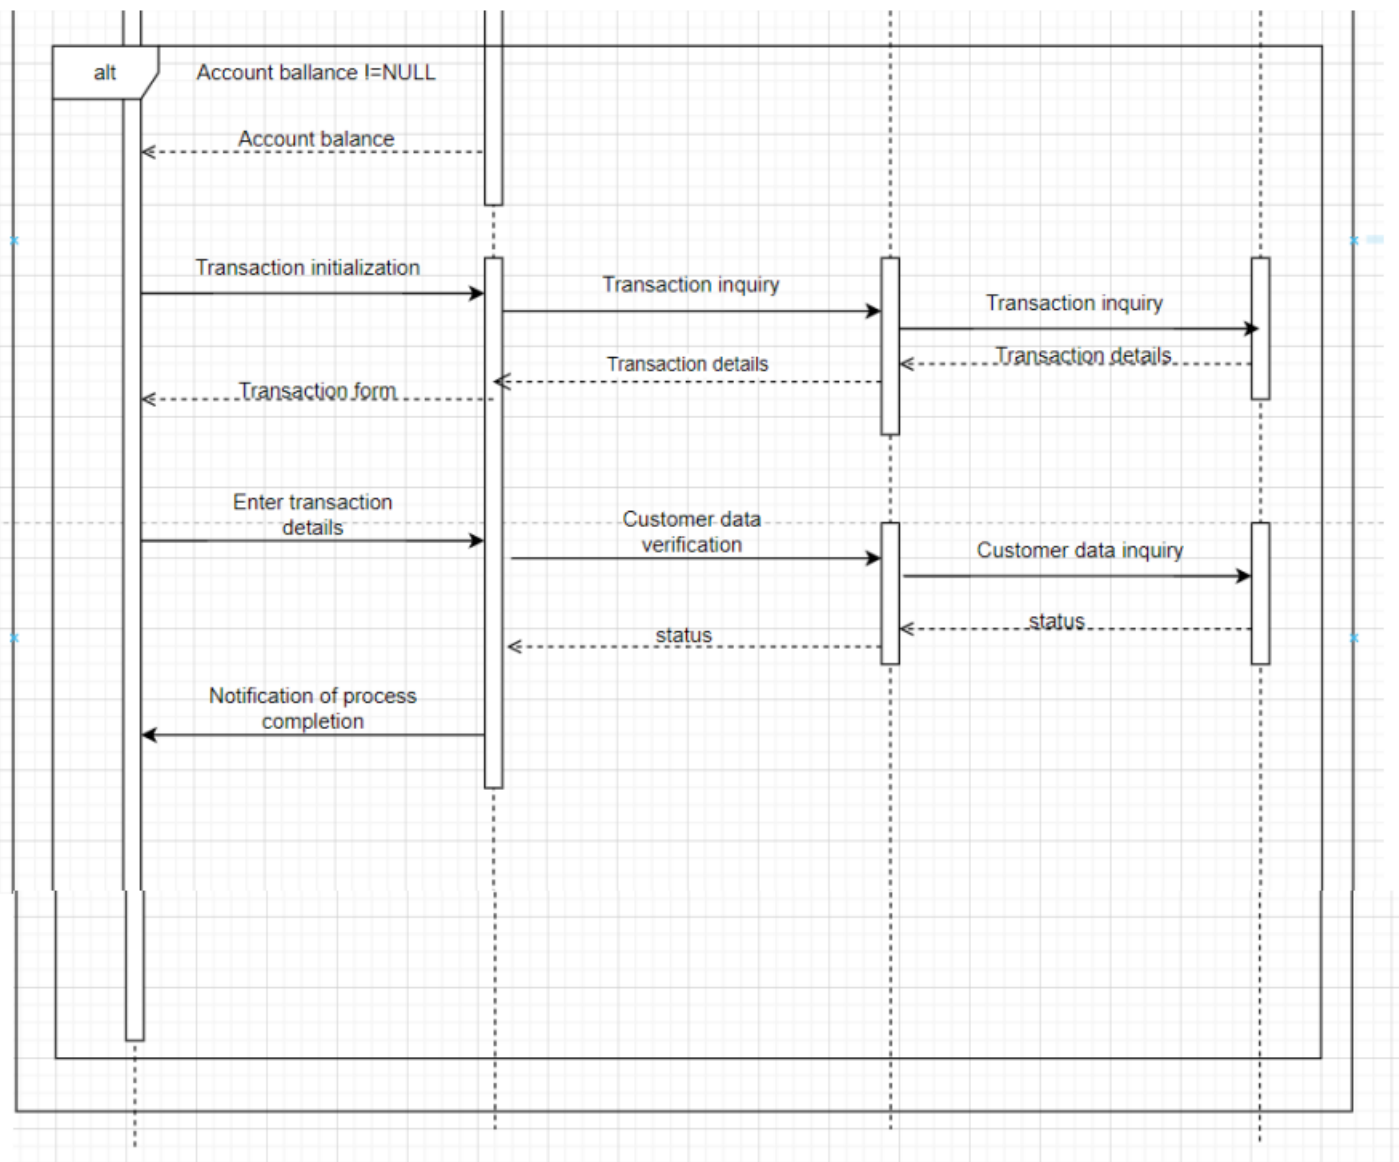 alt
Account ballance !=NULL
Account balance
Transaction initialization
Transaction inquiry
Transaction inquiry
Transaction details
Transaction details
Transaction form
Enter transaction
details
Customer data
verification
Customer data inquiry
status
status
Notification of process
completion